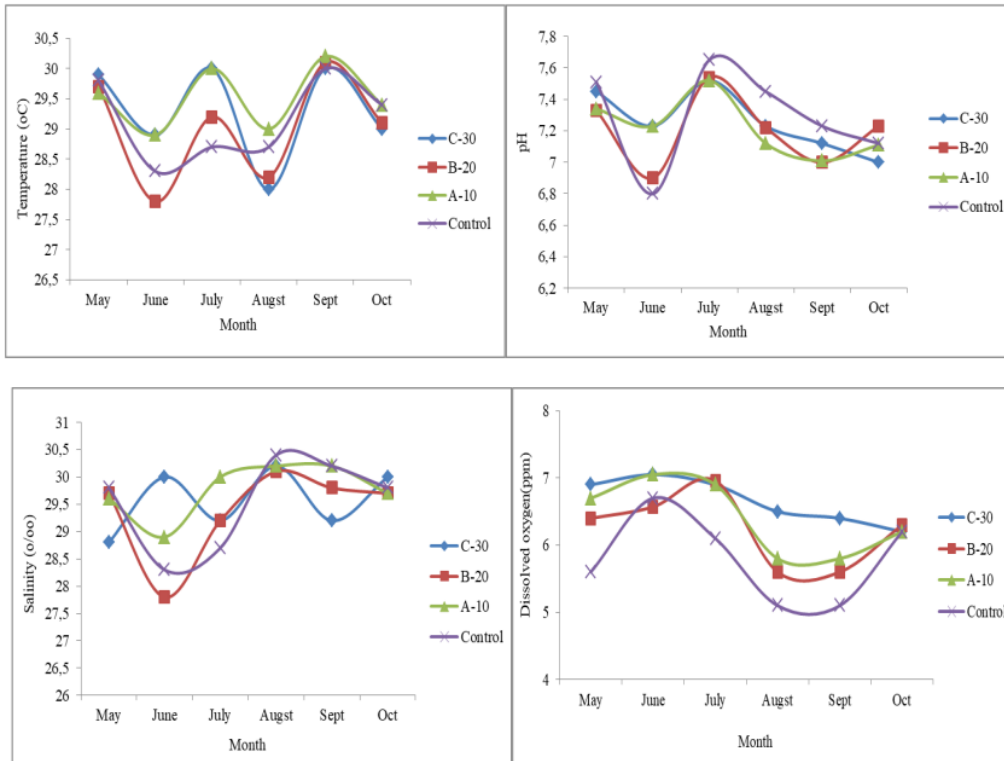 Temperature (oC)
30,5
30
29,5
29
28,5
28
27,5
27
26,5
May June July Augst Sept Oct
Month
C-30
B-20
A-10
Control
pH
7,8
7,6
7,4
7,2
7
6,8
6,6
6,4
6,2
May June July Augst Sept Oct
Month
C-30
B-20
A-10
Control
Salinity (o/oo)
31
30,5
30
29,5
29
28,5
28
27,5
27
26,5
26
May June July Augst Sept Oct
Month
C-30
B-20
A-10
Control
Dissolved oxygen(ppm)
8
7
6
5
4
May June July Augst Sept Oct
Month
C-30
B-20
A-10
Control